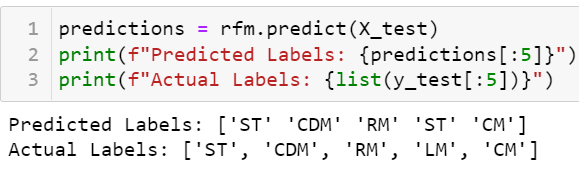 1 predictions = rfm.predict(X_test)
2 print(f"Predicted Labels: {predictions[:5]}")
3 print(f"Actual Labels: {list(y_test[:5])}")
Predicted Labels: ['ST' 'CDM' 'RM' 'ST' 'CM']
Actual Labels: ['ST', 'CDM', 'RM', 'LM', 'CM']